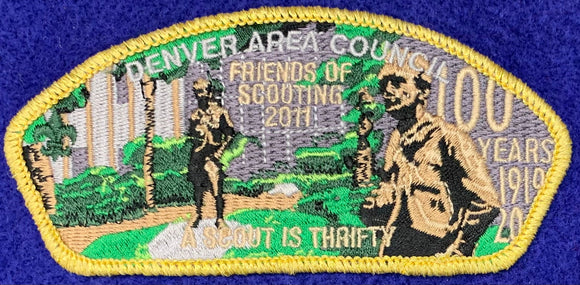 DENVER AREA COUNCIL
FRIENDS OF
SCOUTING
2011
100
YEARS
1919
20
A SCOUT IS THRIFTY